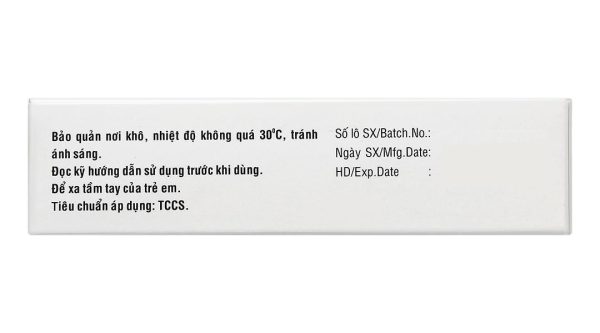 Bảo quản nơi khô, nhiệt độ không quá 30⁰C, tránh
ánh sáng.
Đọc kỹ hướng dẫn sử dụng trước khi dùng.
Để xa tầm tay của trẻ em.
Tiêu chuẩn áp dụng: TCCS.
Số lô SX/Batch.No.:
Ngày SX/Mfg.Date:
HD/Exp.Date :